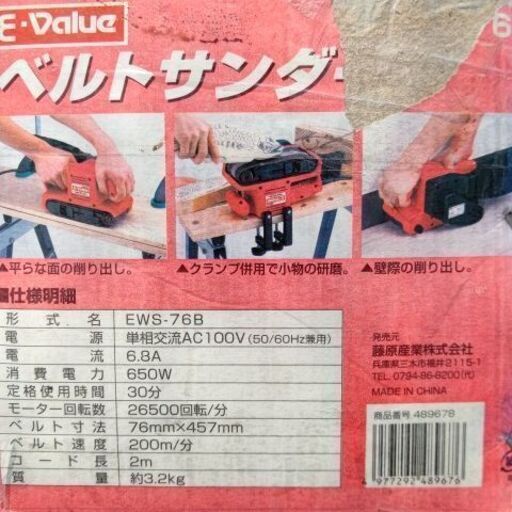 E-Value
ベルトサンダー
▲平らな面の削り出し。
▲クランプ併用で小物の研磨。
▲壁際の削り出し。
■仕様明細
形式名 EWS-76B
電源 単相交流AC100V(50/60Hz兼用)
電流 6.8A
消費電力 650W
定格使用時間 30分
モーター回転数 26500回転/分
ベルト寸法 76mm×457mm
ベルト速度 200m/分
コード長 2m
質量 約3.2kg
発売元
藤原産業株式会社
兵庫県三木市福井2115-1
TEL. 0794-86-8200(代)
MADE IN CHINA
商品番号 489678
4 977292 489676